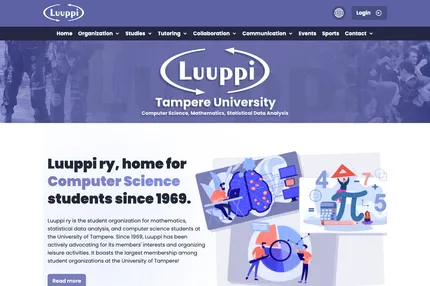 Luuppi
Login
Home Organization Studies Tutoring Collaboration Communication Events Sports Contact
Luuppi
Tampere University
Computer Science, Mathematics, Statistical Data Analysis
Luuppi ry, home for
Computer Science
students since 1969.
Luuppi ry is the student organization for mathematics,
statistical data analysis, and computer science students at
the University of Tampere. Since 1969, Luuppi has been
actively advocating for its members' interests and organizing
leisure activities. It boasts the largest membership among
student organizations at the University of Tampere!
Read more
4 -7 5
π